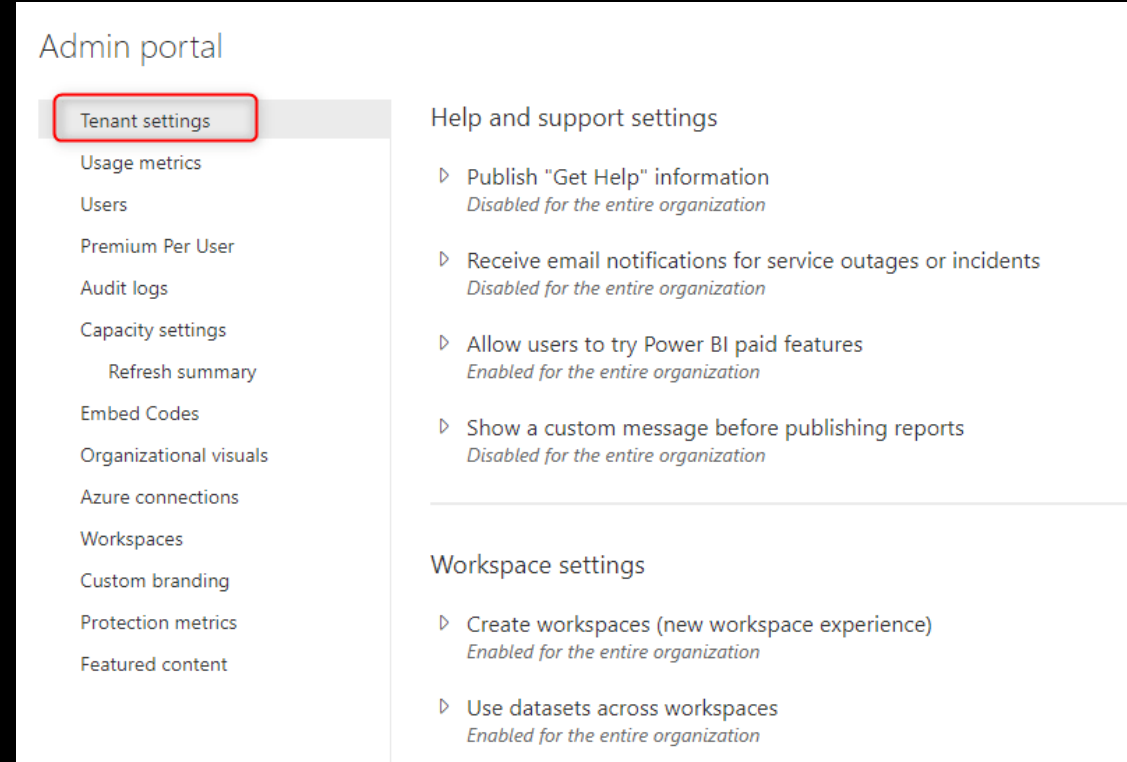 Admin portal
Tenant settings
Usage metrics
Users
Premium Per User
Audit logs
Capacity settings
Refresh summary
Embed Codes
Organizational visuals
Azure connections
Workspaces
Custom branding
Protection metrics
Featured content
Help and support settings
Publish "Get Help" information
Disabled for the entire organization
Receive email notifications for service outages or incidents
Disabled for the entire organization
Allow users to try Power BI paid features
Enabled for the entire organization
Show a custom message before publishing reports
Disabled for the entire organization
Workspace settings
Create workspaces (new workspace experience)
Enabled for the entire organization
Use datasets across workspaces
Enabled for the entire organization